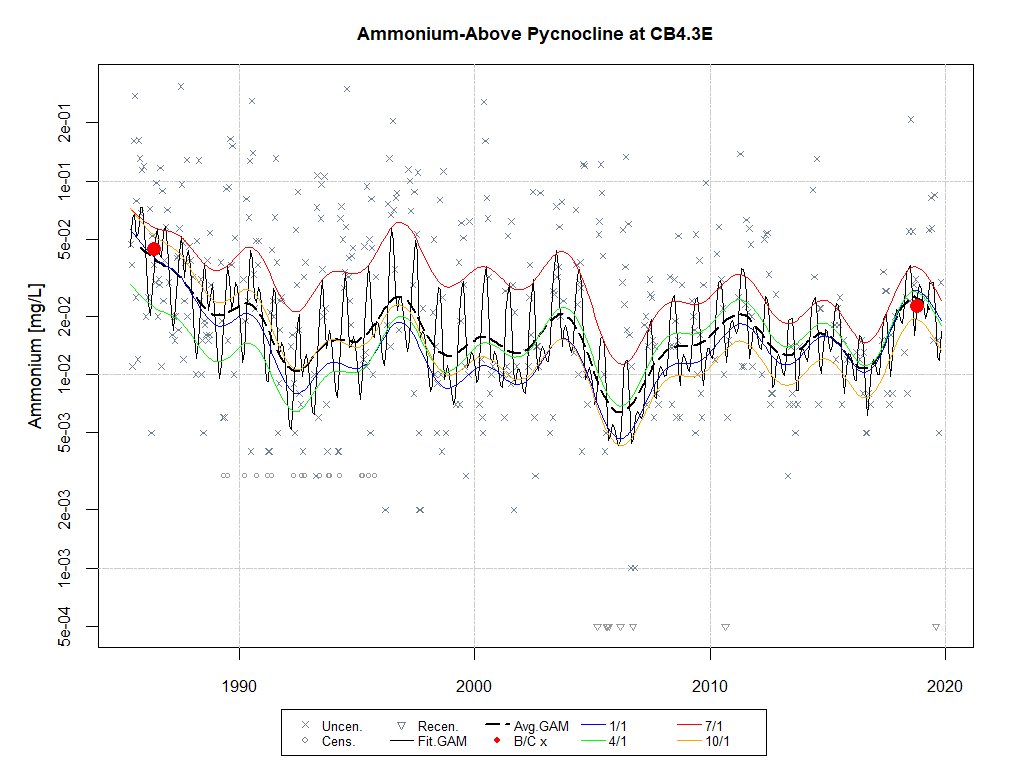 Ammonium-Above Pycnocline at CB4.3E
Ammonium [mg/L]
2e-01
1e-01
5e-02
2e-02
1e-02
5e-03
2e-03
1e-03
5e-04
1990 2000 2010 2020
Uncen. Recen. Avg.GAM 1/1 7/1
Cens. Fit.GAM B/C x 4/1 10/1